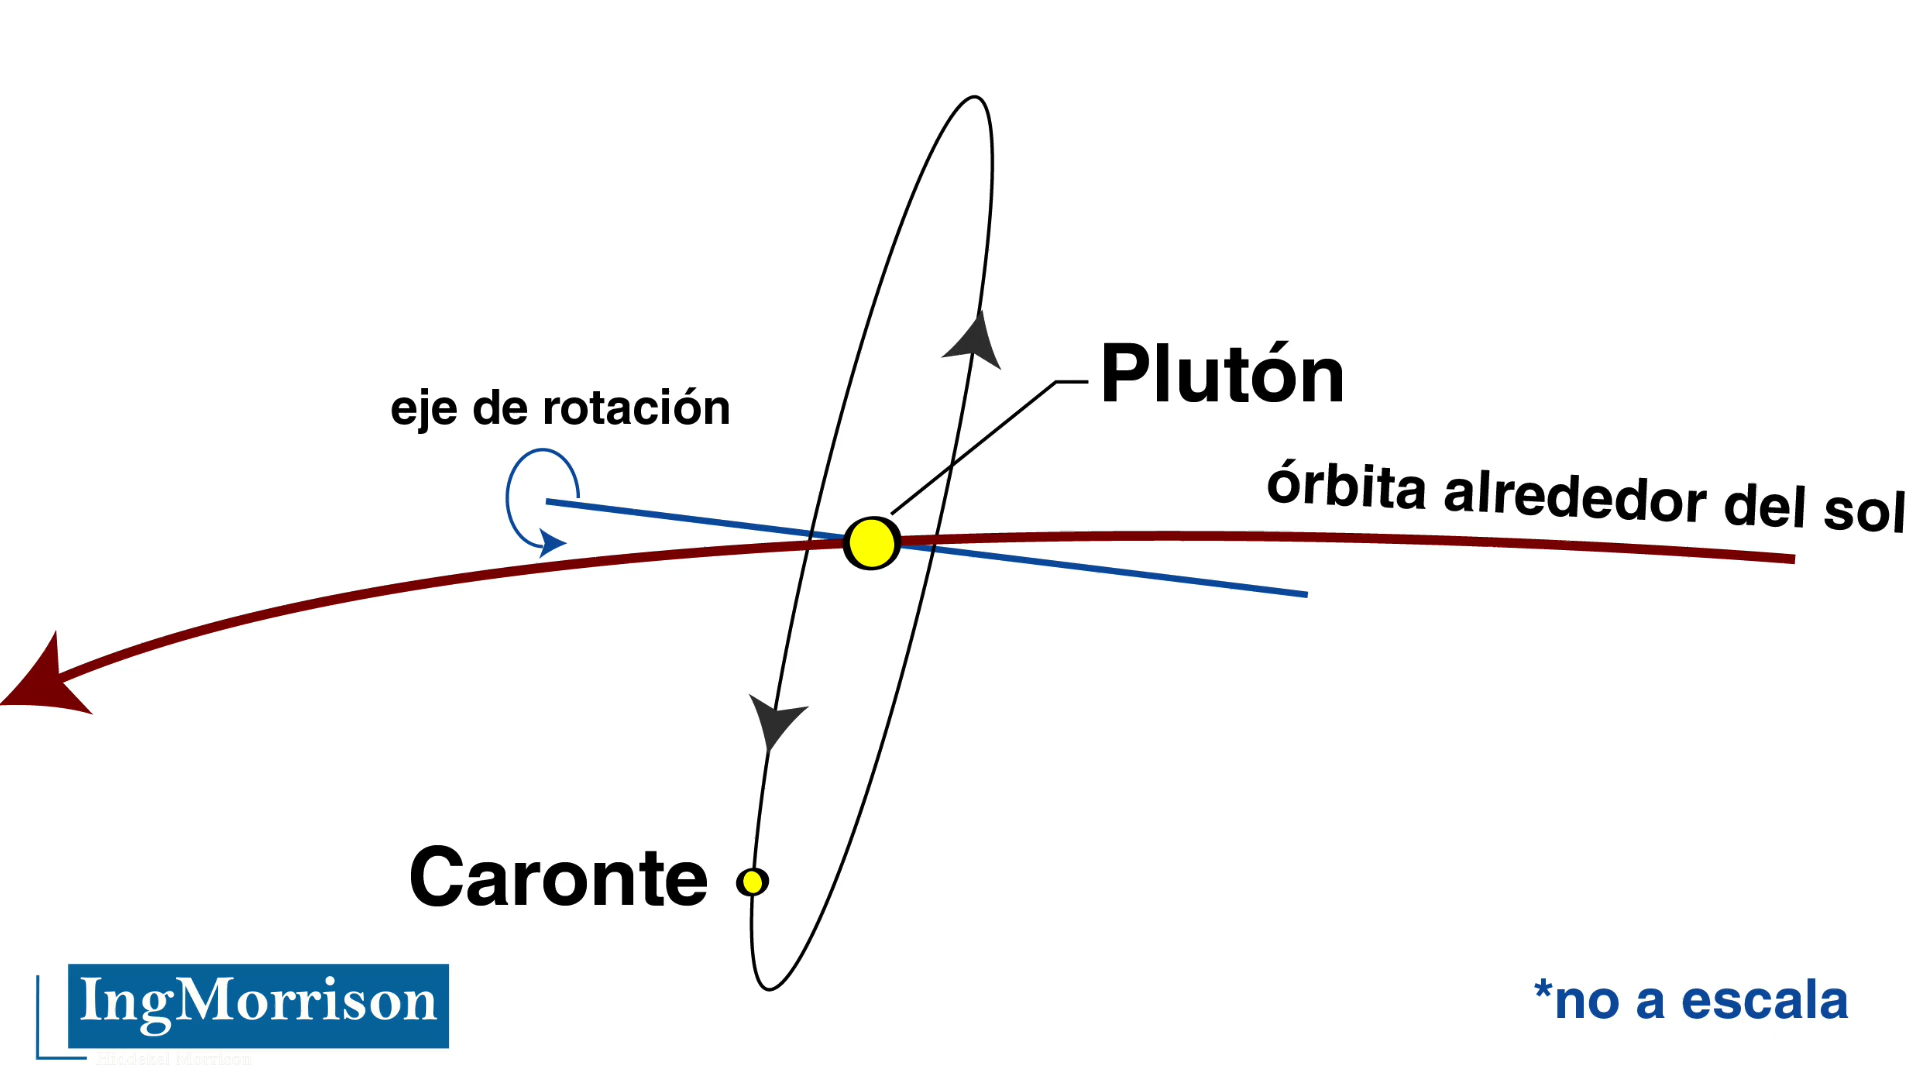 Plutón
eje de rotación
órbita alrededor del sol
Caronte
IngMorrison
*no a escala